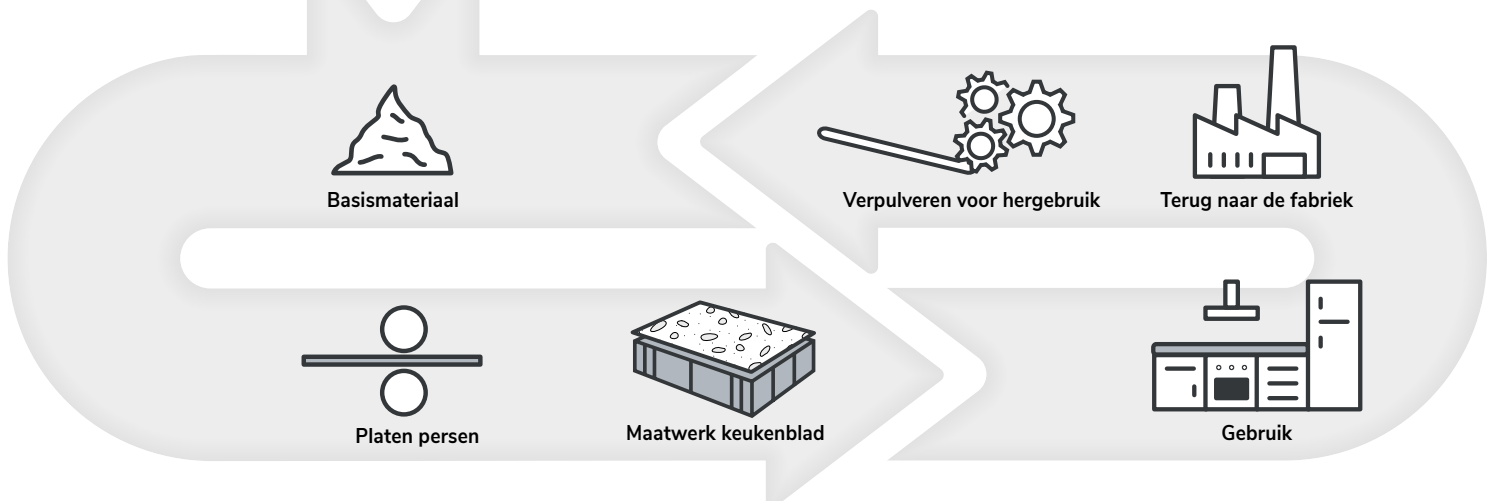 Basismateriaal
Verpulveren voor hergebruik
Terug naar de fabriek
Platen persen
Maatwerk keukenblad
Gebruik